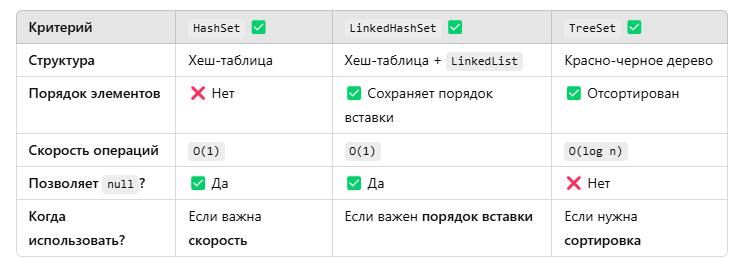 Критерий HashSet ✅ LinkedHashSet ✅ TreeSet ✅
Структура Хеш-таблица Хеш-таблица + LinkedList Красно-черное дерево
Порядок элементов ❌ Нет ✅ Сохраняет порядок ✅ Отсортирован
вставки
Скорость операций O(1) O(1) O(log n)
Позволяет null? ✅ Да ✅ Да ❌ Нет
Когда Если важна Если важен порядок вставки Если нужна
использовать? скорость сортировка